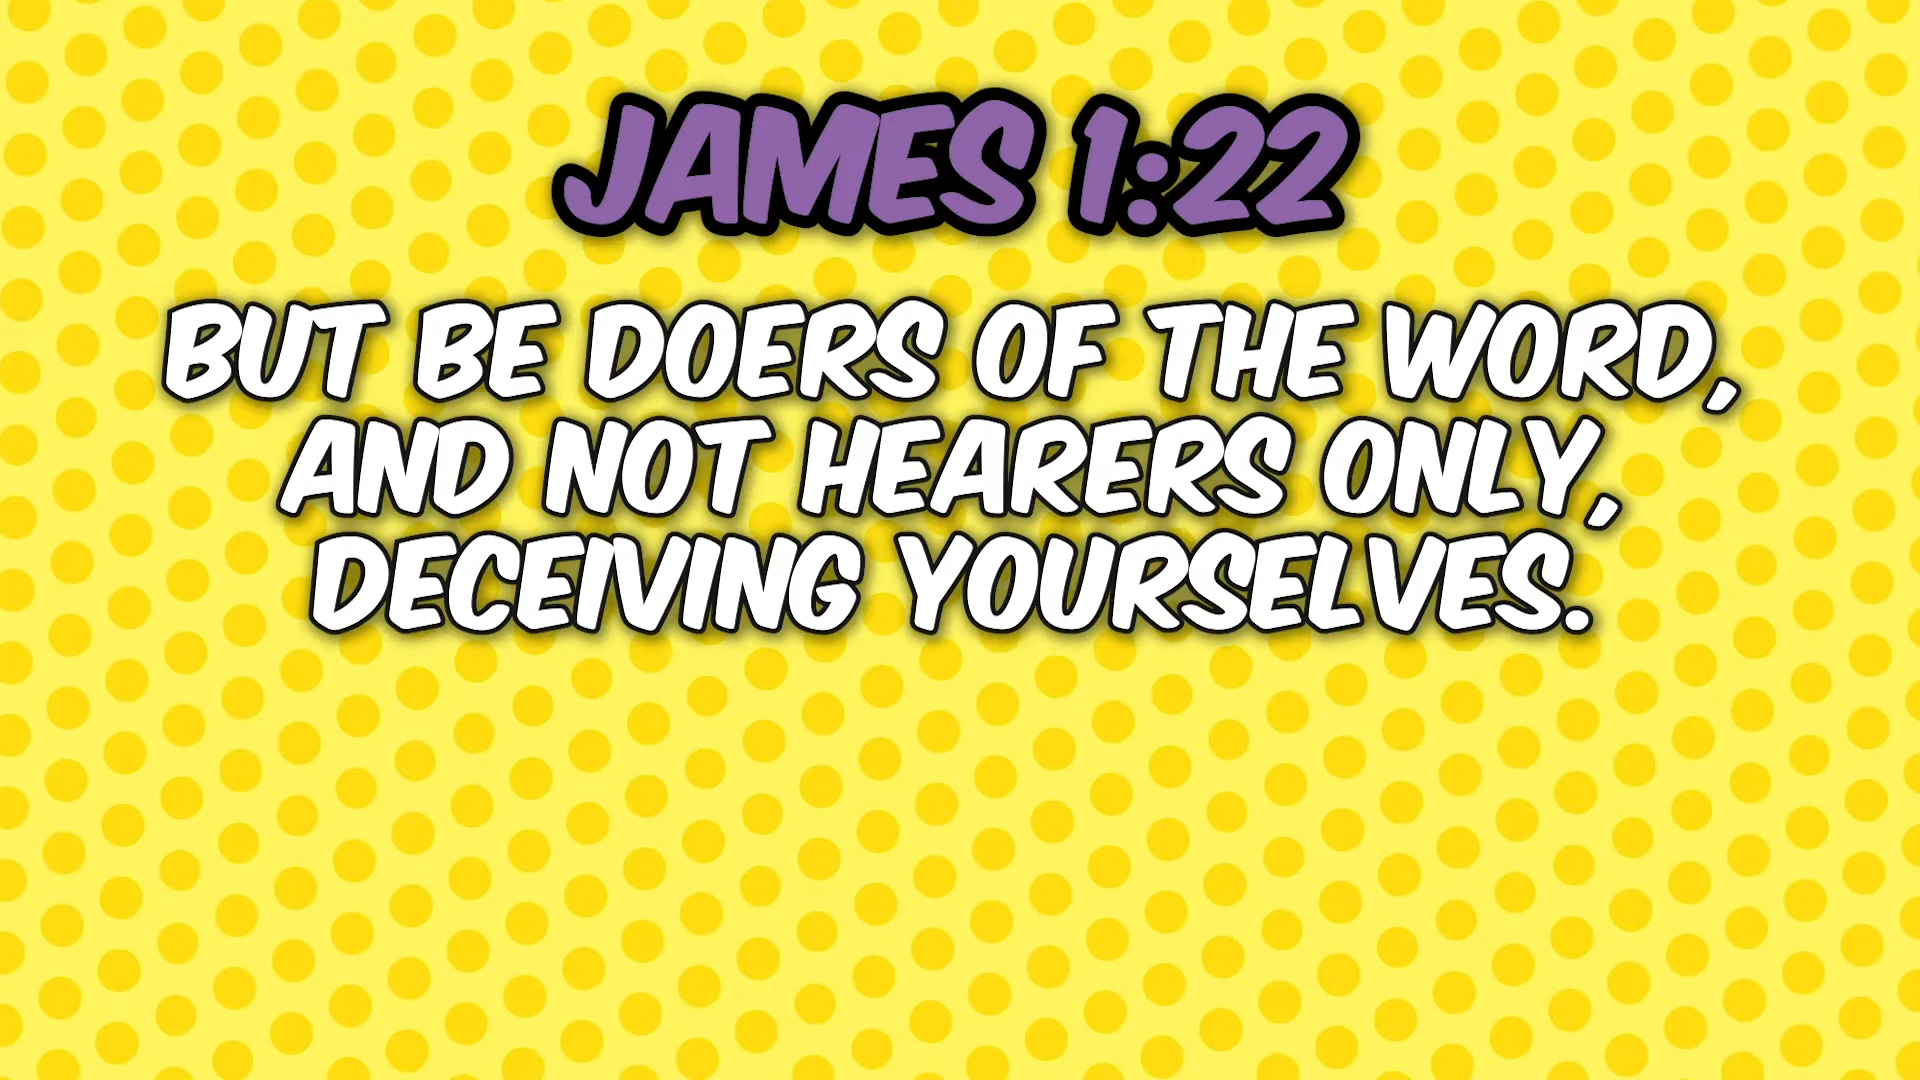 JAMES 1:22
BUT BE DOERS OF THE WORD,
AND NOT HEARERS ONLY,
DECEIVING YOURSELVES.